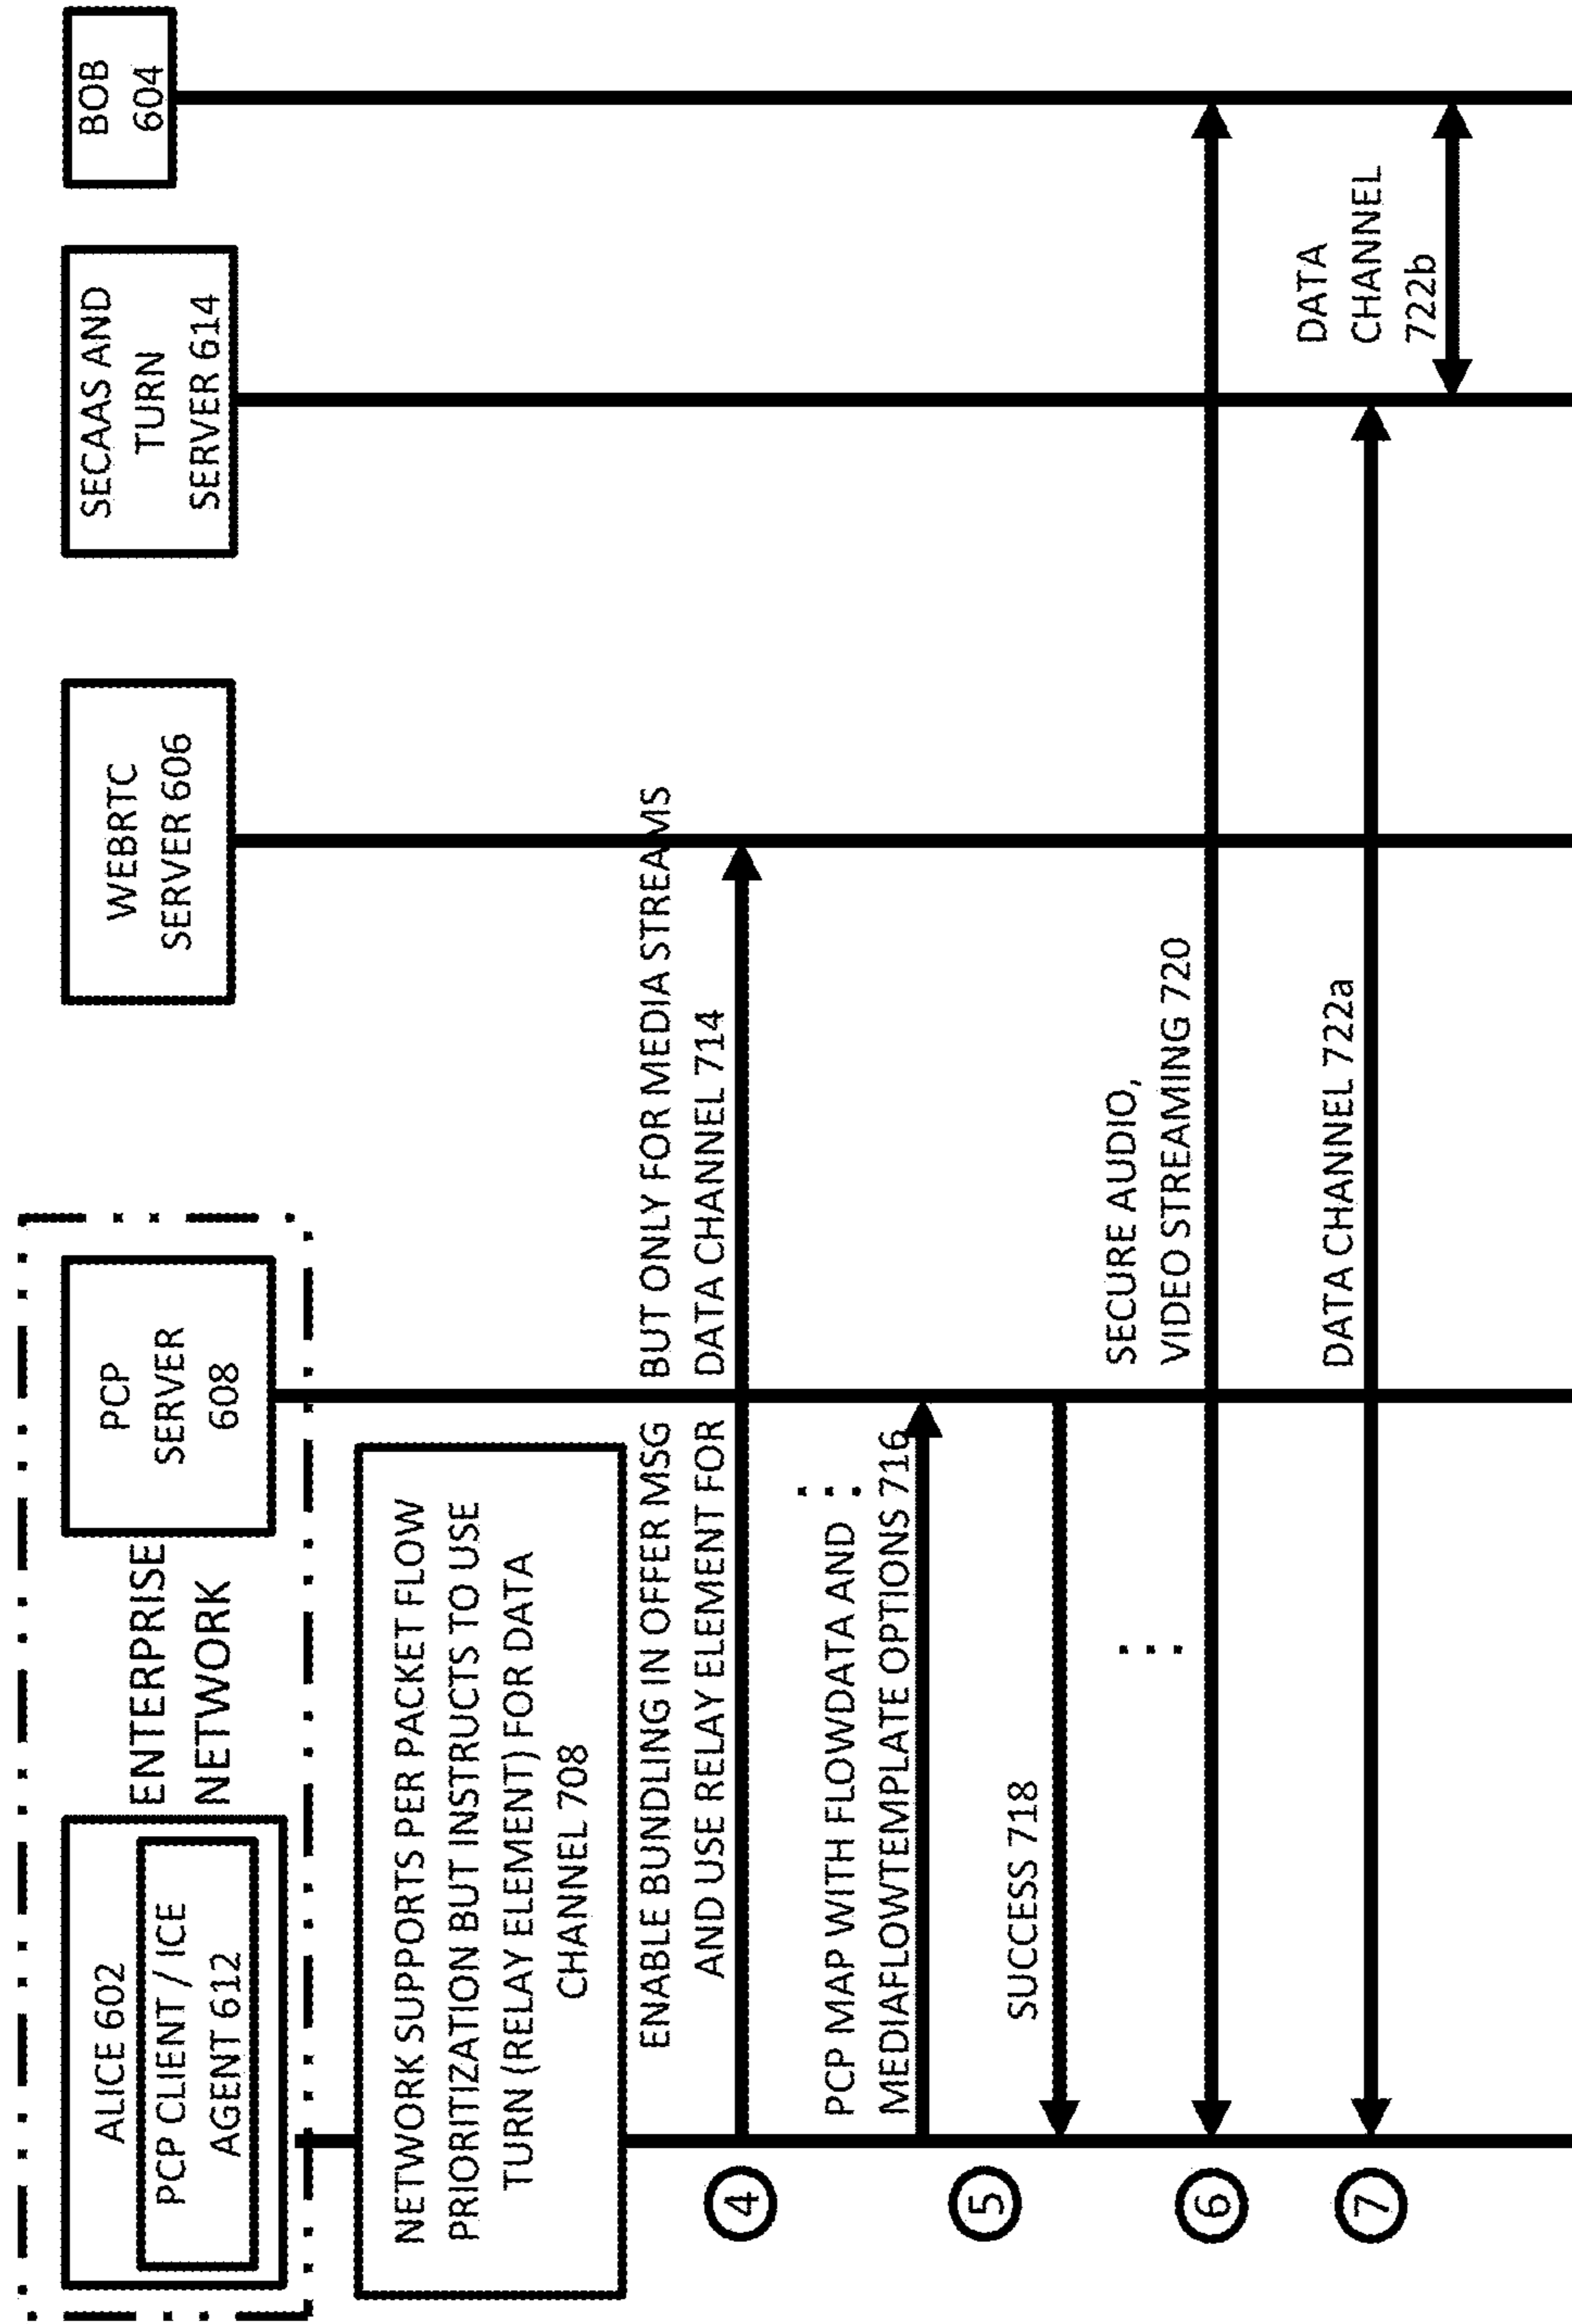 ALICE 602
PCP CLIENT / ICE
AGENT 612
ENTERPRISE
NETWORK
PCP
SERVER
608
WEBRTC
SERVER 606
SECAAS AND
TURN
SERVER 614
BOB
604
NETWORK SUPPORTS PER PACKET FLOW
PRIORITIZATION BUT INSTRUCTS TO USE
TURN (RELAY ELEMENT) FOR DATA
CHANNEL 708
4
ENABLE BUNDLING IN OFFER MSG BUT ONLY FOR MEDIA STREAMS
AND USE RELAY ELEMENT FOR DATA CHANNEL 714
5
PCP MAP WITH FLOWDATA AND
MEDIAFLOWTEMPLATE OPTIONS 716
SUCCESS 718
6
SECURE AUDIO,
VIDEO STREAMING 720
7
DATA CHANNEL 722a
DATA
CHANNEL
722b